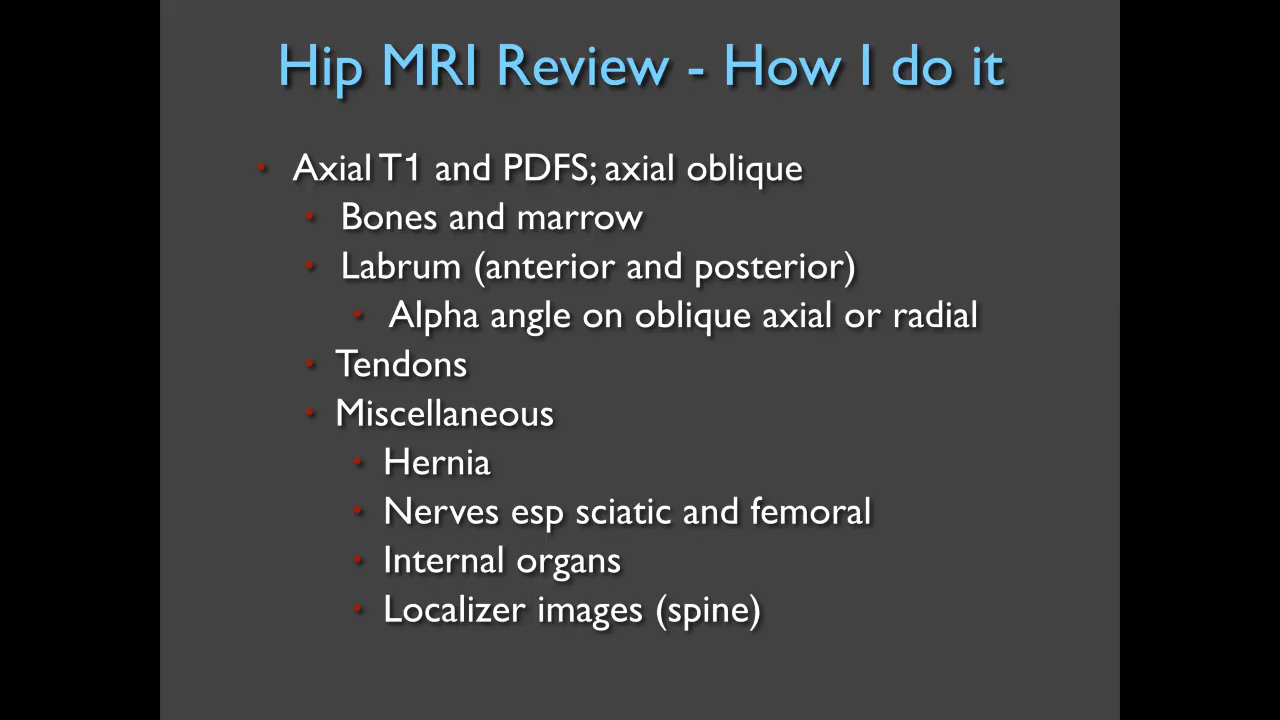 Hip MRI Review - How I do it
• Axial T1 and PDFS; axial oblique
• Bones and marrow
• Labrum (anterior and posterior)
• Alpha angle on oblique axial or radial
• Tendons
• Miscellaneous
• Hernia
• Nerves esp sciatic and femoral
• Internal organs
• Localizer images (spine)